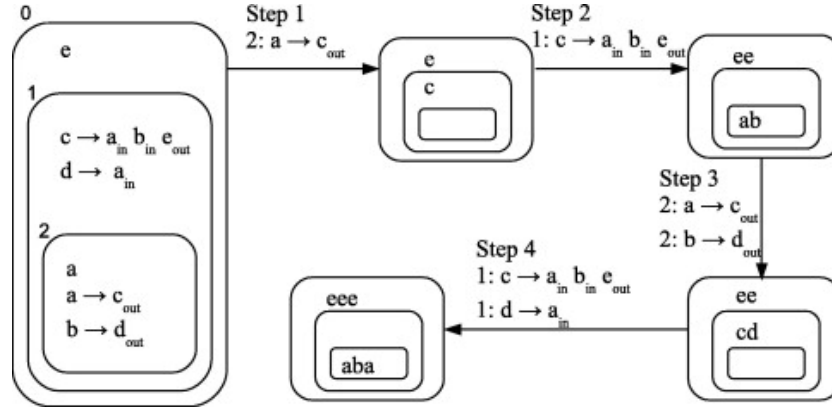 0
e
1
c → a_in b_in e_out
d → a_in
2
a
a → c_out
b → d_out
Step 1
2: a → c_out
e
c
Step 2
1: c → a_in b_in e_out
ee
ab
Step 3
2: a → c_out
2: b → d_out
ee
cd
Step 4
1: c → a_in b_in e_out
1: d → a_in
eee
aba